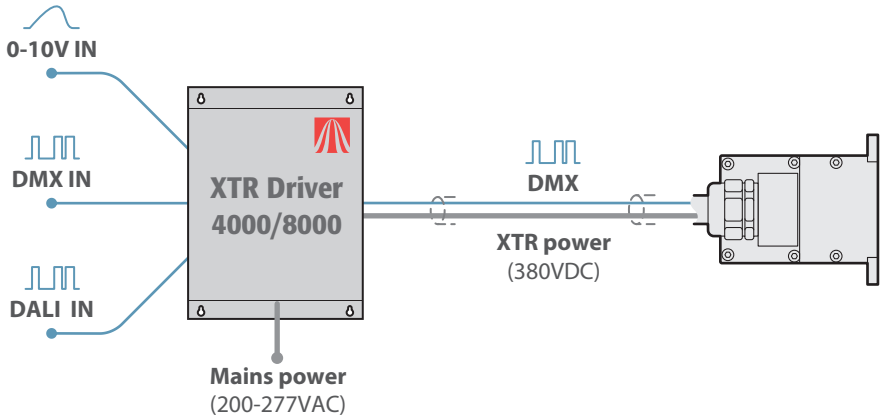 0-10V IN
DMX IN
DALI IN
XTR Driver
4000/8000
DMX
XTR power
(380VDC)
Mains power
(200-277VAC)